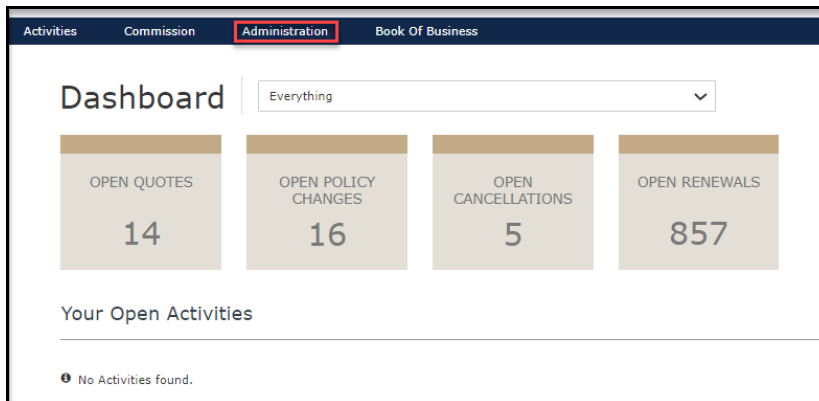 Activities Commission Administration Book Of Business
Dashboard Everything
OPEN QUOTES
14
OPEN POLICY
CHANGES
16
OPEN
CANCELLATIONS
5
OPEN RENEWALS
857
Your Open Activities
No Activities found.